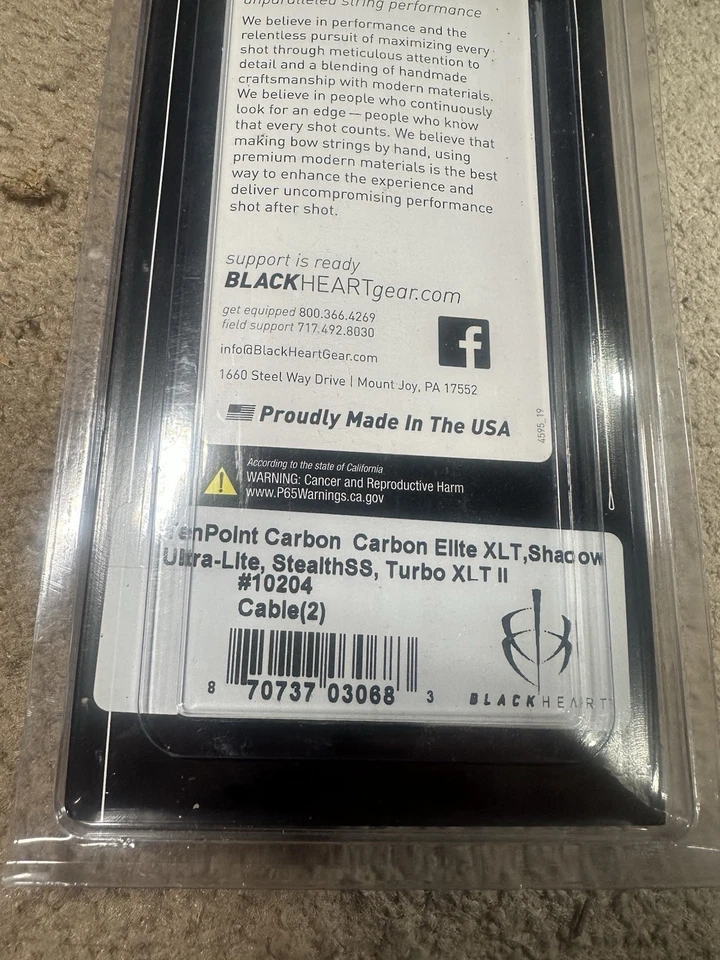 unparalleled string performance
We believe in performance and the
relentless pursuit of maximizing every
shot through meticulous attention to
detail and a blending of handmade
craftsmanship with modern materials.
We believe in people who continuously
look for an edge — people who know
that every shot counts. We believe that
making bow strings by hand, using
premium modern materials is the best
way to enhance the experience and
deliver uncompromising performance
shot after shot.
support is ready
BLACKHEARTgear.com
get equipped 800.366.4269
field support 717.492.8030
f
info@BlackHeartGear.com
1660 Steel Way Drive | Mount Joy, PA 17552
Proudly Made In The USA
4595_19
According to the state of California
WARNING: Cancer and Reproductive Harm
www.P65Warnings.ca.gov
TenPoint Carbon Carbon Elite XLT,Shadow
Ultra-Lite, StealthSS, Turbo XLT II
#10204
Cable(2)
8 70737 03068 3
BLACKHEART